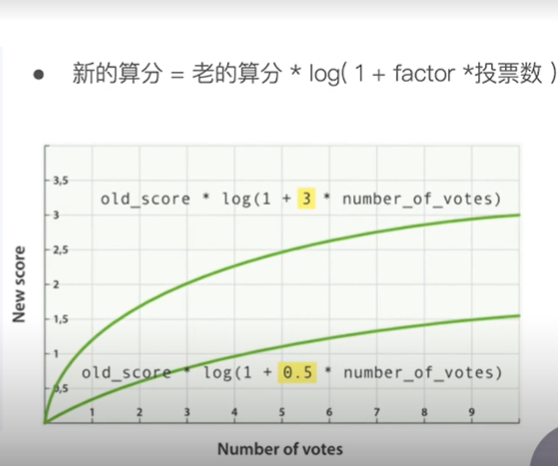 ● 新的算分 = 老的算分 * log( 1 + factor *投票数 )
3,5
old_score * log(1 + 3 * number_of_votes)
3
2,5
2
1,5
1
old_score * log(1 + 0.5 * number_of_votes)
0,5
1 2 3 4 5 6 7 8 9
New score
Number of votes